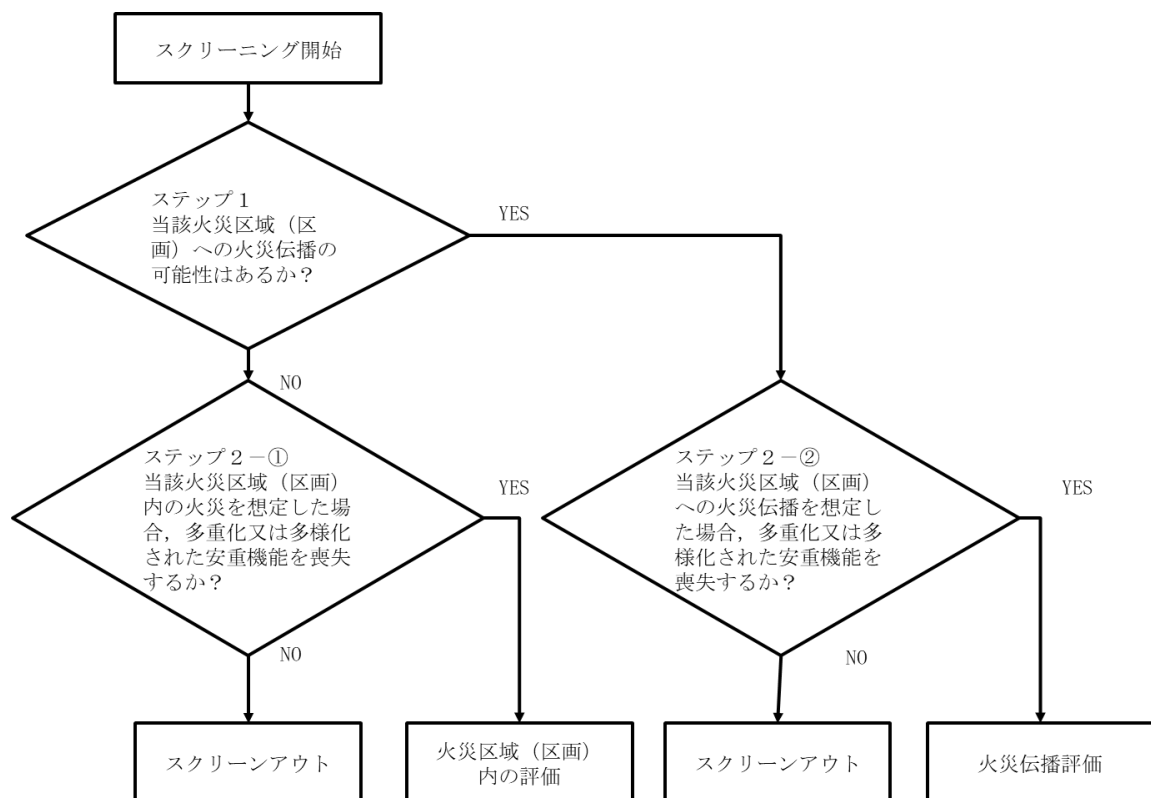 スクリーニング開始
ステップ１
当該火災区域（区
画）への火災伝播の
可能性はあるか？
YES
NO
ステップ２－①
当該火災区域（区画）
内の火災を想定した場
合，多重化又は多様化
された安重機能を喪失
するか？
YES
NO
ステップ２－②
当該火災区域（区画）
への火災伝播を想定し
た場合，多重化又は多
様化された安重機能を
喪失するか？
YES
NO
スクリーンアウト
火災区域（区画）
内の評価
スクリーンアウト
火災伝播評価